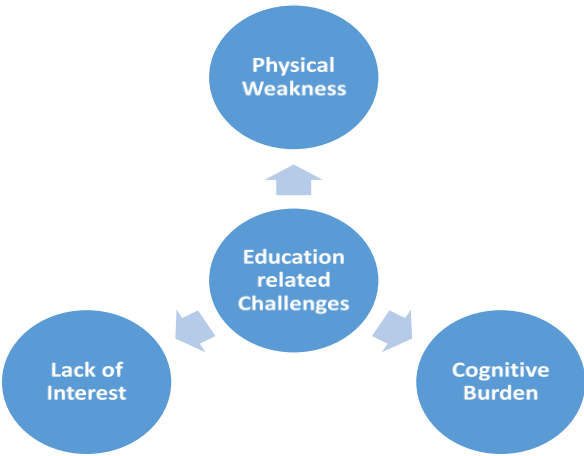 Physical
Weakness
Education
related
Challenges
Lack of
Interest
Cognitive
Burden